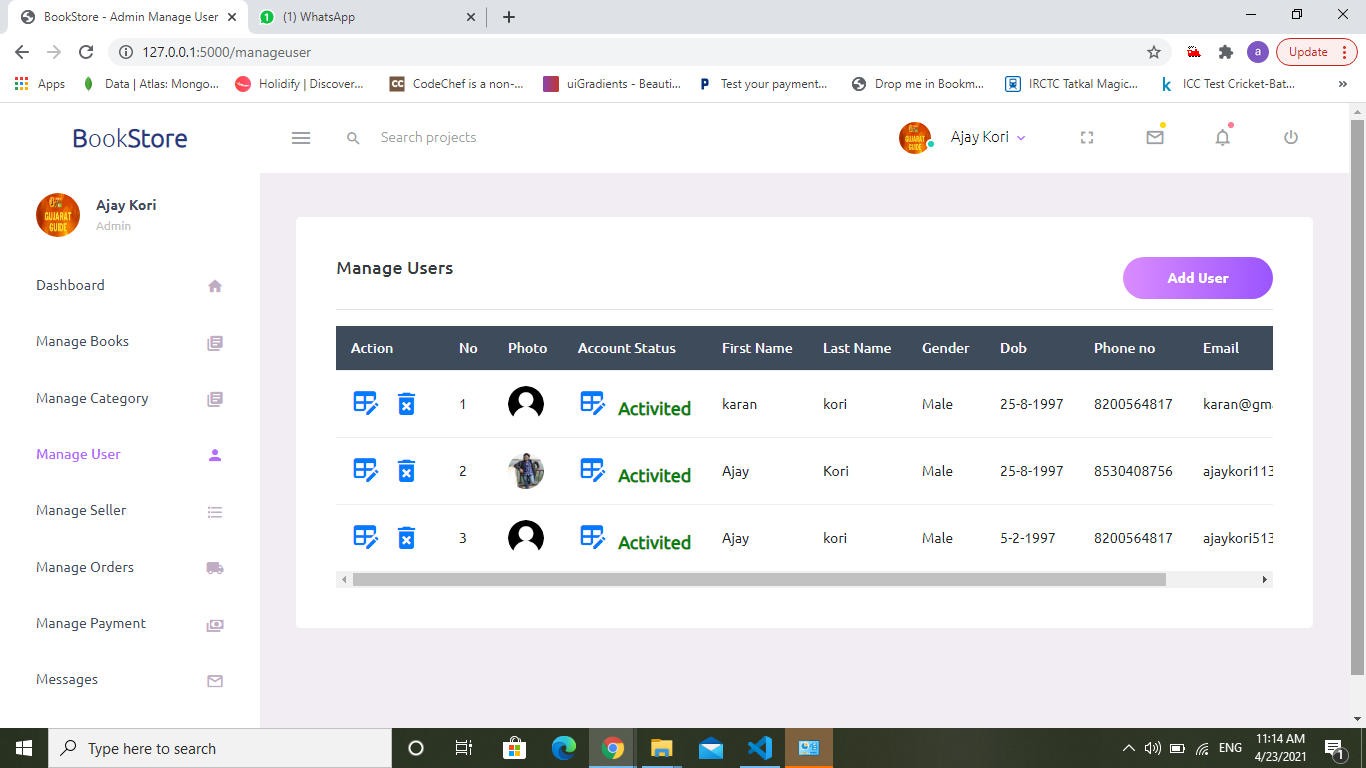 BookStore - Admin Manage User
(1) WhatsApp
127.0.0.1:5000/manageuser
a
Update
Apps
Data | Atlas: Mongo...
Holidify | Discover...
CC
CodeChef is a non-...
uiGradients - Beauti...
P
Test your payment...
Drop me in Bookm...
IRCTC Tatkal Magic...
k
ICC Test Cricket-Bat...
»
BookStore
Search projects
GUJARAT
GUIDE
Ajay Kori
GUJARAT
GUIDE
Ajay Kori
Admin
Dashboard
Manage Books
Manage Category
Manage User
Manage Seller
Manage Orders
Manage Payment
Messages
Manage Users
Add User
Action No Photo Account Status First Name Last Name Gender Dob Phone no Email
1 Activited karan kori Male 25-8-1997 8200564817 karan@gm
2 Activited Ajay Kori Male 25-8-1997 8530408756 ajaykori113
3 Activited Ajay kori Male 5-2-1997 8200564817 ajaykori513
Type here to search
ENG
11:14 AM
4/23/2021
1